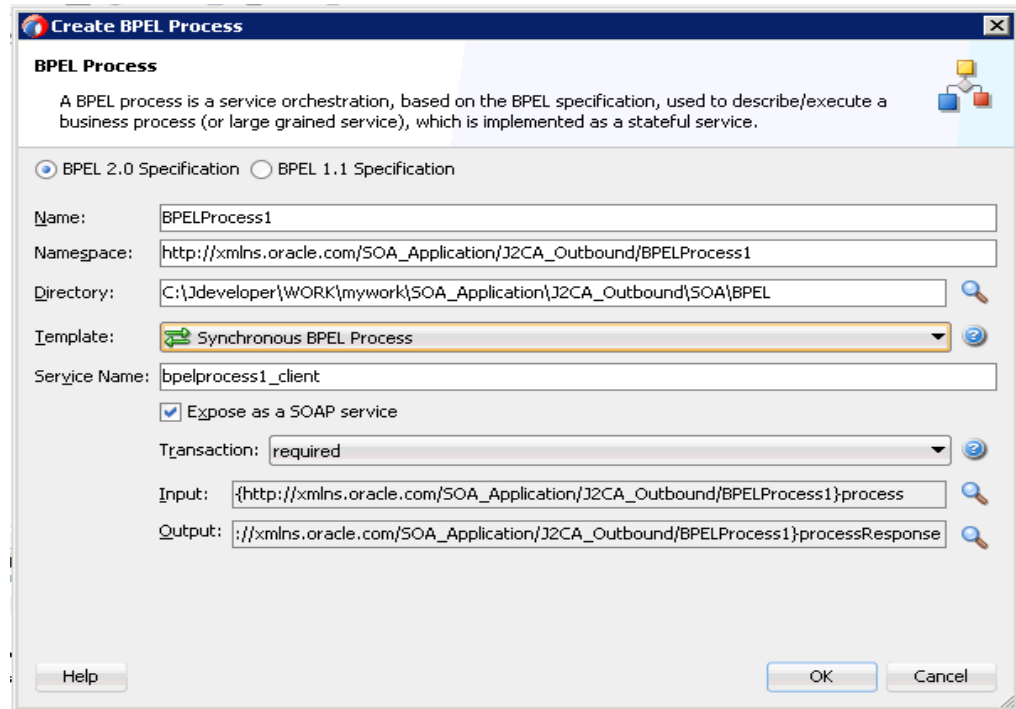 Create BPEL Process
BPEL Process
A BPEL process is a service orchestration, based on the BPEL specification, used to describe/execute a
business process (or large grained service), which is implemented as a stateful service.
BPEL 2.0 Specification BPEL 1.1 Specification
Name: BPELProcess1
Namespace: http://xmlns.oracle.com/SOA_Application/J2CA_Outbound/BPELProcess1
Directory: C:\Jdeveloper\WORK\mywork\SOA_Application\J2CA_Outbound\SOA\BPEL
Template: Synchronous BPEL Process
Service Name: bpelprocess1_client
Expose as a SOAP service
Transaction: required
Input: {http://xmlns.oracle.com/SOA_Application/J2CA_Outbound/BPELProcess1}process
Output: ://xmlns.oracle.com/SOA_Application/J2CA_Outbound/BPELProcess1}processResponse
Help OK Cancel